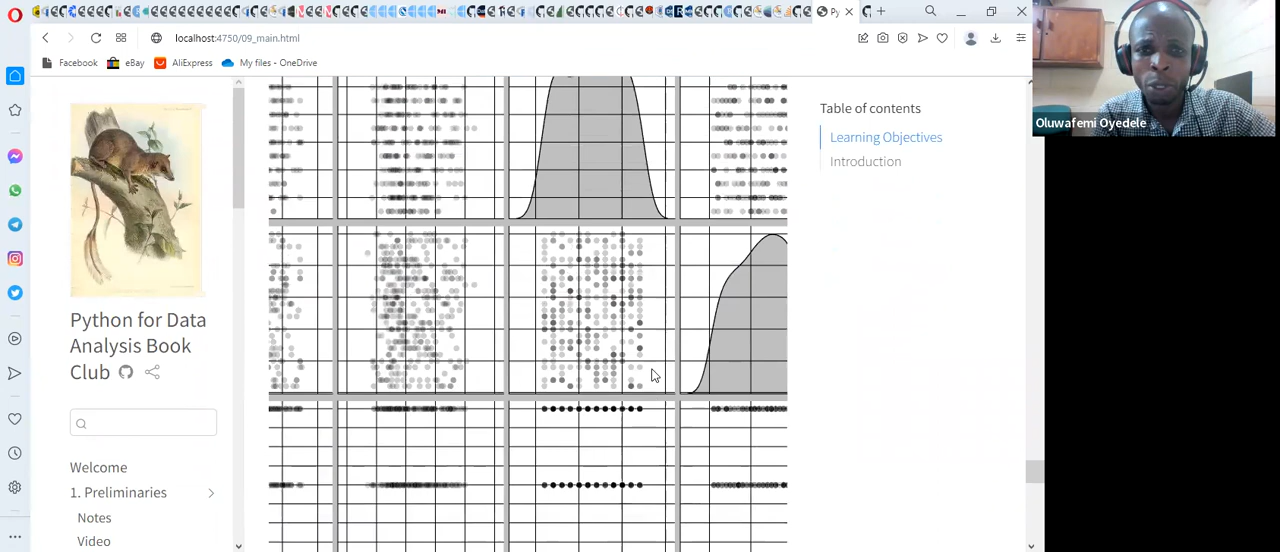 Py
localhost:4750/09_main.html
Facebook
eBay
AliExpress
My files - OneDrive
Python for Data
Analysis Book
Club
Welcome
1. Preliminaries
Notes
Video
Table of contents
Learning Objectives
Introduction
Oluwafemi Oyedele